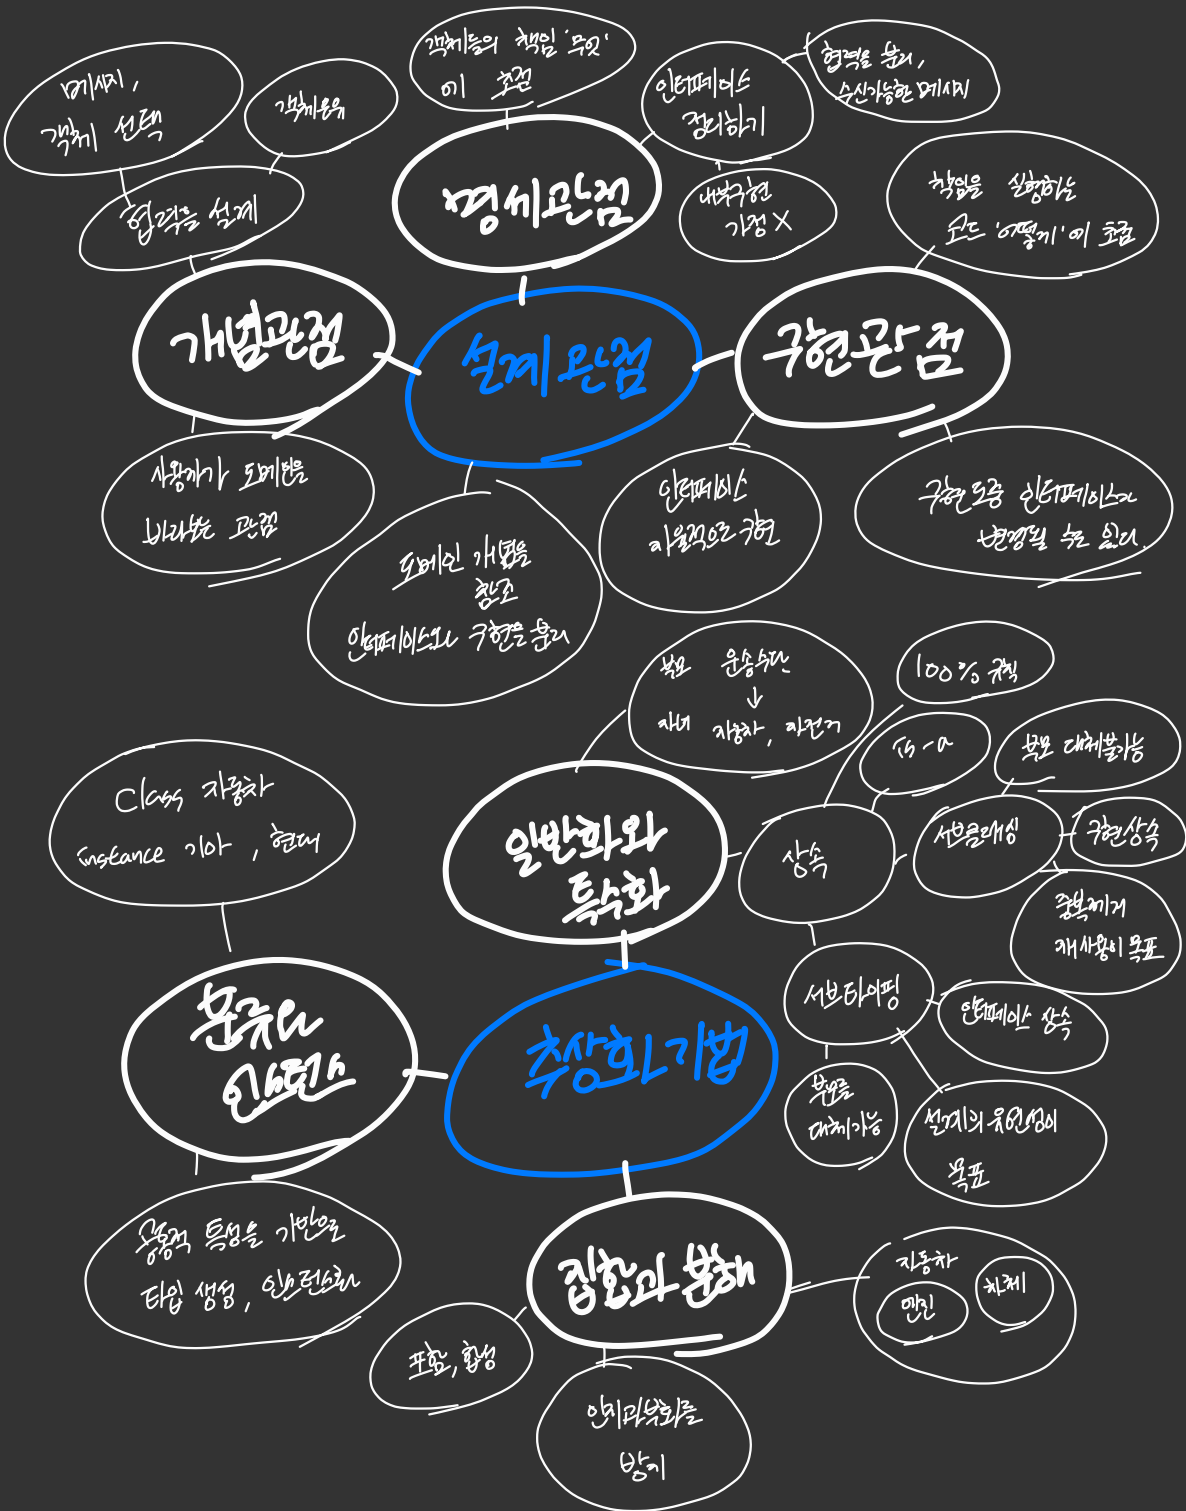 객체들의 책임 '무엇'
에 초점
협력을 분리,
수신가능한 메시지
메시지,
객체 선택
객체은유
인터페이스
정리하기
명세관점
내부구현
가정 X
책임을 실행하는
코드 '어떻게'에 초점
협력을 설계
개념관점
설계관점
구현관점
사용자가 도메인을
바라보는 관점
인터페이스
자율적으로 구현
구현 도중 인터페이스가
변경될 수도 있다.
도메인 개념을
참조
인터페이스와 구현을 분리
부모 운송수단
↓
자녀 자동차, 자전거
100% 규칙
is-a
부모 대체불가능
Class 자동차
instance 기아, 현대
일반화와
특수화
상속
서브클래싱
구현상속
중복제거
재사용이 목표
서브타이핑
인터페이스 상속
분류와
인스턴스
추상화기법
부모를
대체가능
설계의 유연성이
목표
공통적 특성을 기반으로
타입 생성, 인스턴스화
집합과 분해
자동차
엔진
차체
포함, 합성
인지과부화를
방지